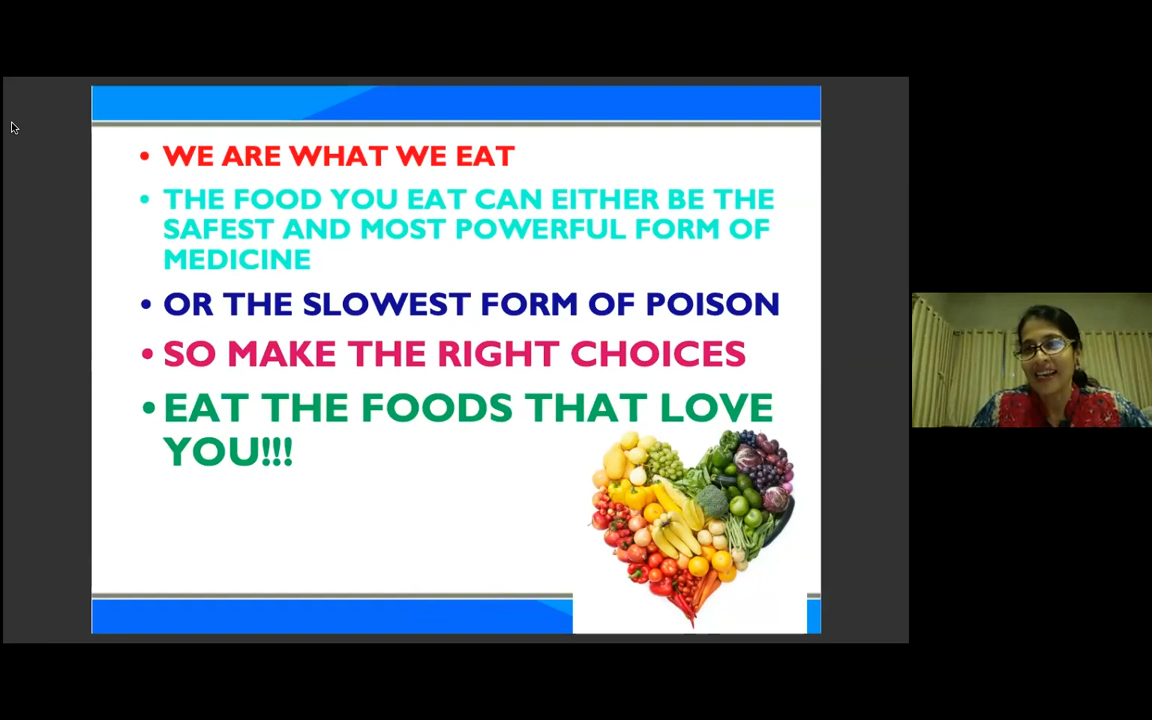 • WE ARE WHAT WE EAT
• THE FOOD YOU EAT CAN EITHER BE THE
SAFEST AND MOST POWERFUL FORM OF
MEDICINE
• OR THE SLOWEST FORM OF POISON
• SO MAKE THE RIGHT CHOICES
• EAT THE FOODS THAT LOVE
YOU!!!